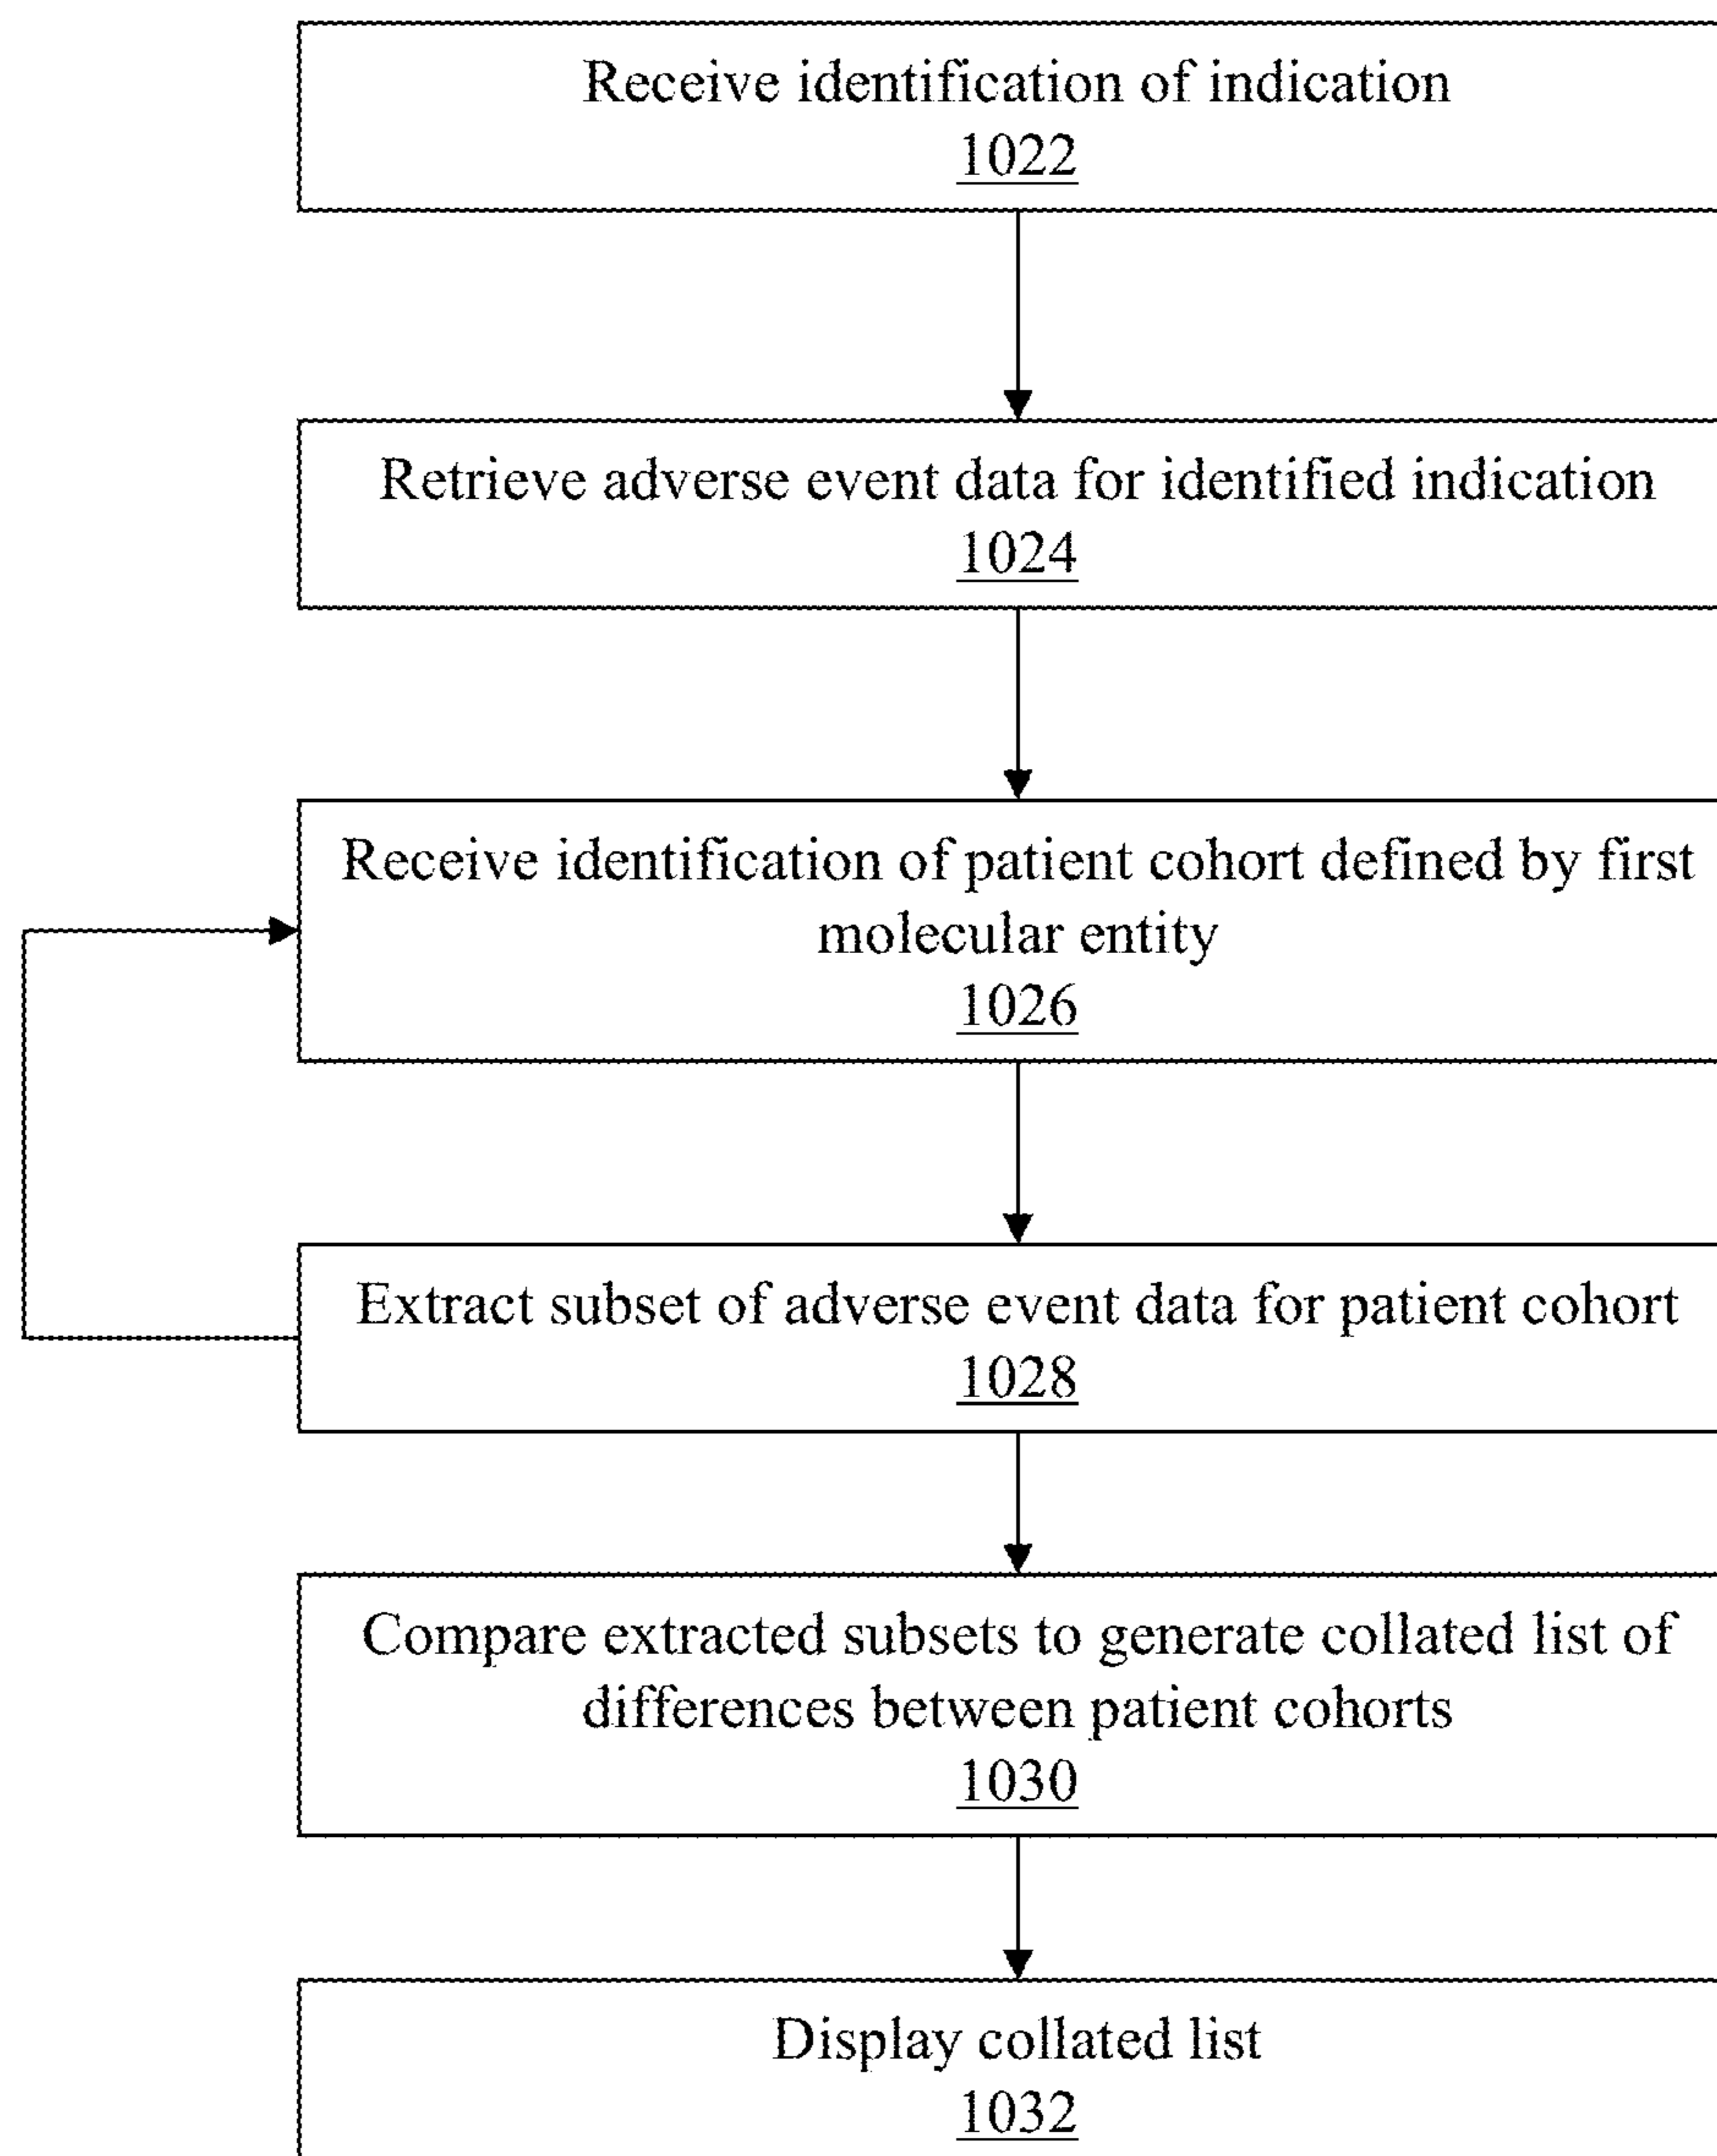 Receive identification of indication
1022
Retrieve adverse event data for identified indication
1024
Receive identification of patient cohort defined by first
molecular entity
1026
Extract subset of adverse event data for patient cohort
1028
Compare extracted subsets to generate collated list of
differences between patient cohorts
1030
Display collated list
1032